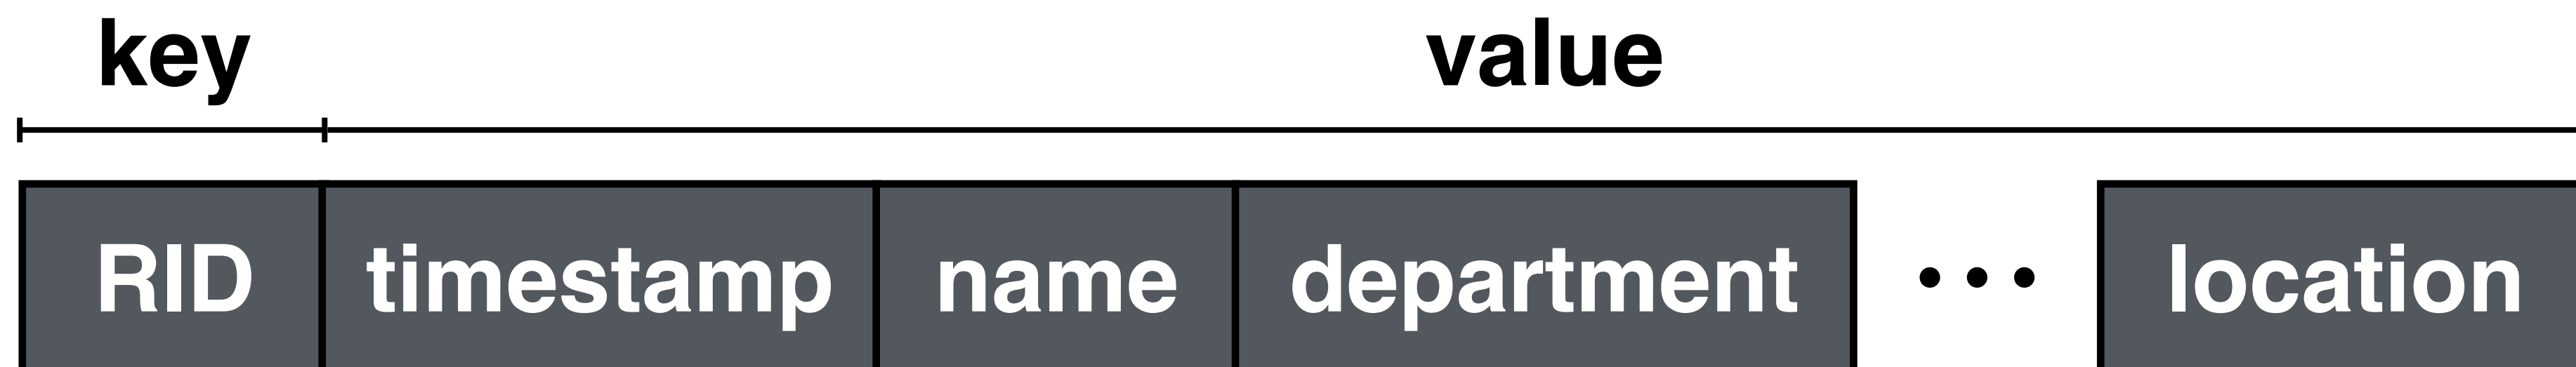 key value
RID timestamp name department ... location